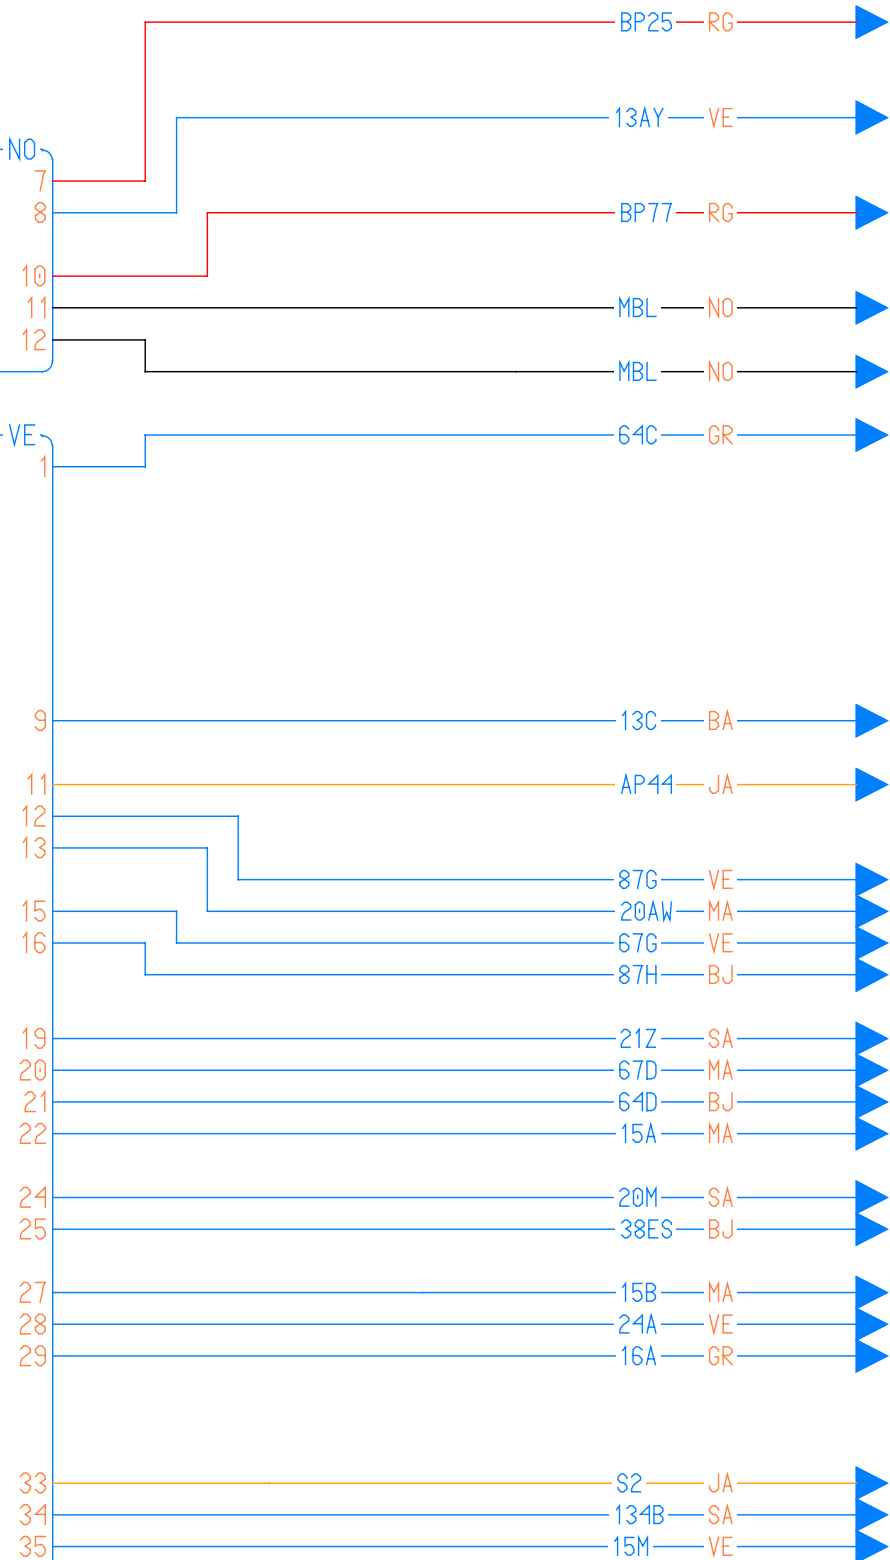 BP25 RG
13AY VE
NO
7
8
BP77 RG
10
11 MBL NO
12
MBL NO
VE 64C GR
1
9 13C BA
11 AP44 JA
12
13
87G VE
15 20AW MA
16 67G VE
87H BJ
19 21Z SA
20 67D MA
21 64D BJ
22 15A MA
24 20M SA
25 38ES BJ
27 15B MA
28 24A VE
29 16A GR
33 S2 JA
34 134B SA
35 15M VE